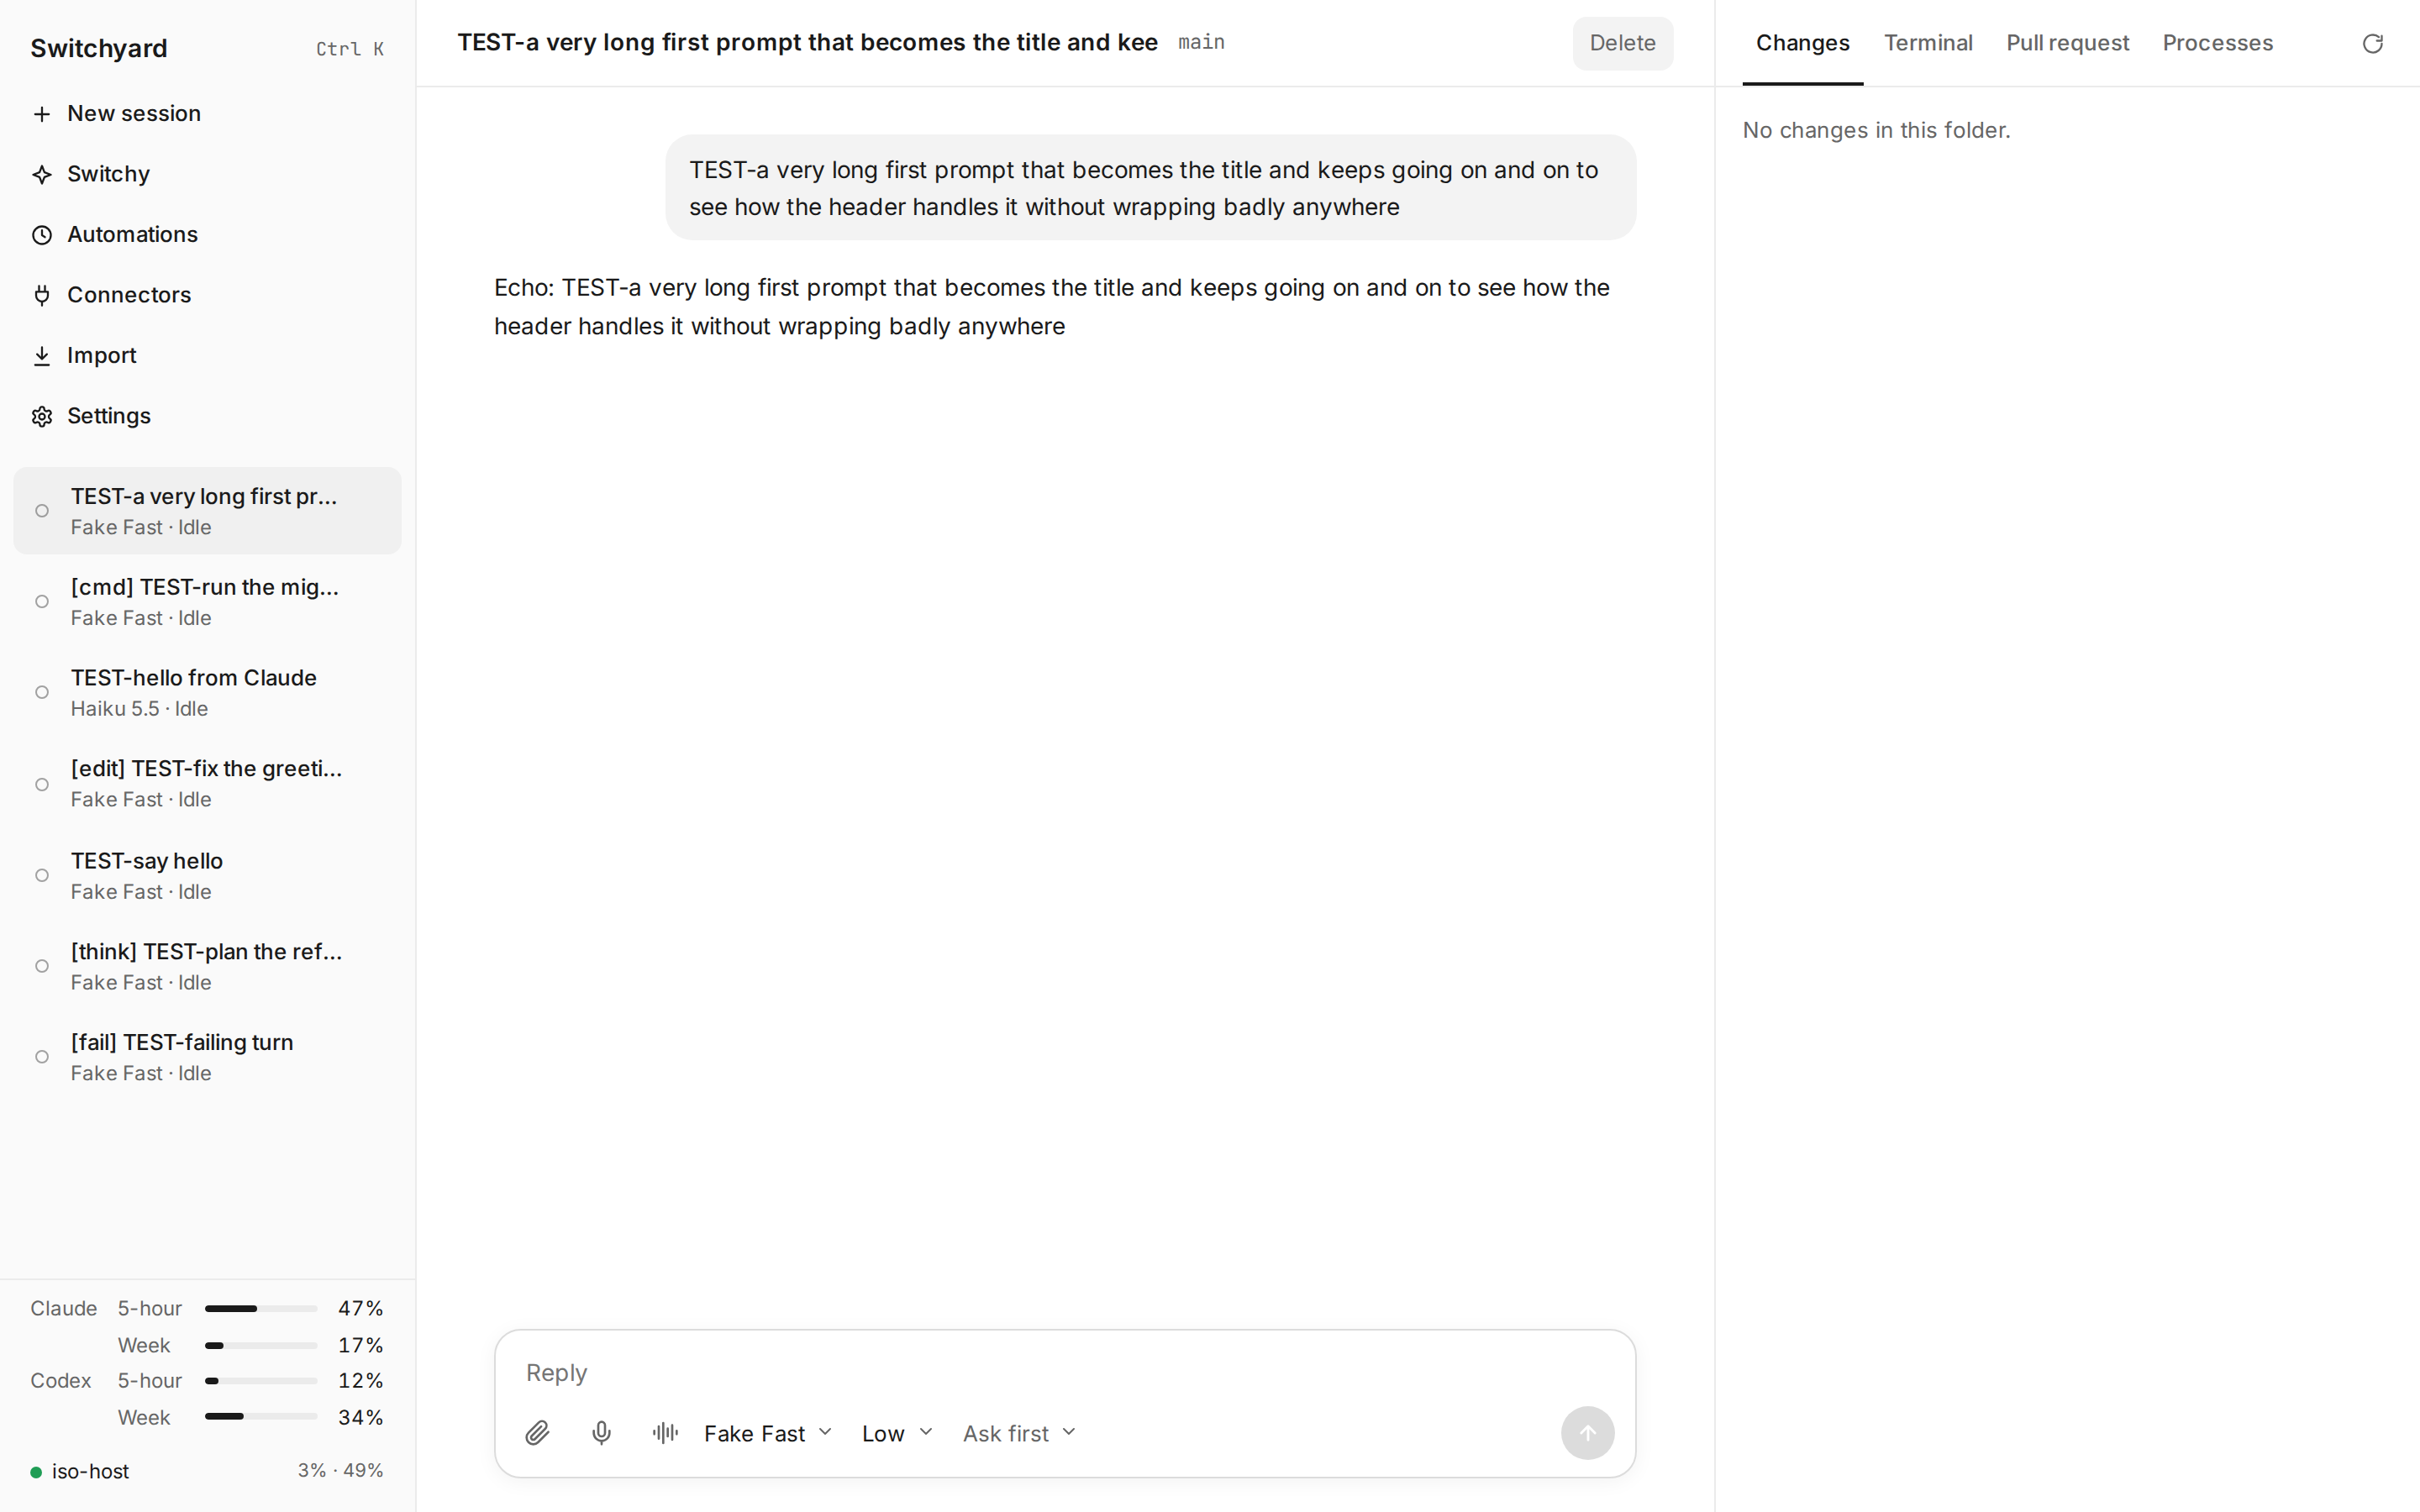 Switchyard Ctrl K
New session
Switchy
Automations
Connectors
Import
Settings
TEST-a very long first pr...
Fake Fast · Idle
[cmd] TEST-run the mig...
Fake Fast · Idle
TEST-hello from Claude
Haiku 5.5 · Idle
[edit] TEST-fix the greeti...
Fake Fast · Idle
TEST-say hello
Fake Fast · Idle
[think] TEST-plan the ref...
Fake Fast · Idle
[fail] TEST-failing turn
Fake Fast · Idle
Claude 5-hour 47%
Week 17%
Codex 5-hour 12%
Week 34%
iso-host 3% · 49%
TEST-a very long first prompt that becomes the title and kee main Delete
TEST-a very long first prompt that becomes the title and keeps going on and on to
see how the header handles it without wrapping badly anywhere
Echo: TEST-a very long first prompt that becomes the title and keeps going on and on to see how the
header handles it without wrapping badly anywhere
Reply
Fake Fast Low Ask first
Changes Terminal Pull request Processes
No changes in this folder.